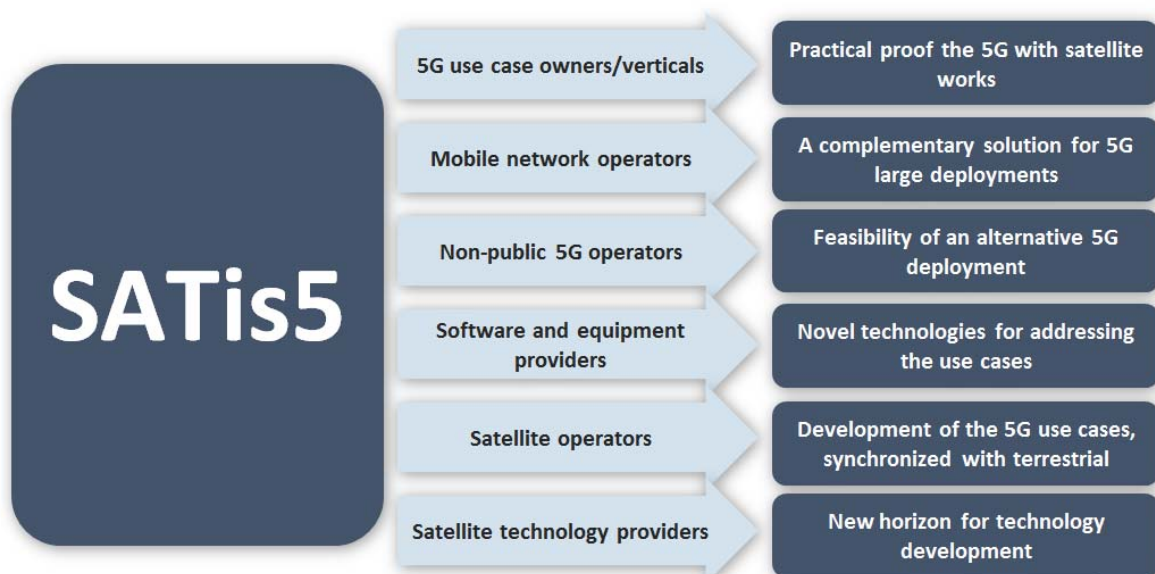 SATis5
5G use case owners/verticals
Practical proof the 5G with satellite
works
Mobile network operators
A complementary solution for 5G
large deployments
Non-public 5G operators
Feasibility of an alternative 5G
deployment
Software and equipment
providers
Novel technologies for addressing
the use cases
Satellite operators
Development of the 5G use cases,
synchronized with terrestrial
Satellite technology providers
New horizon for technology
development